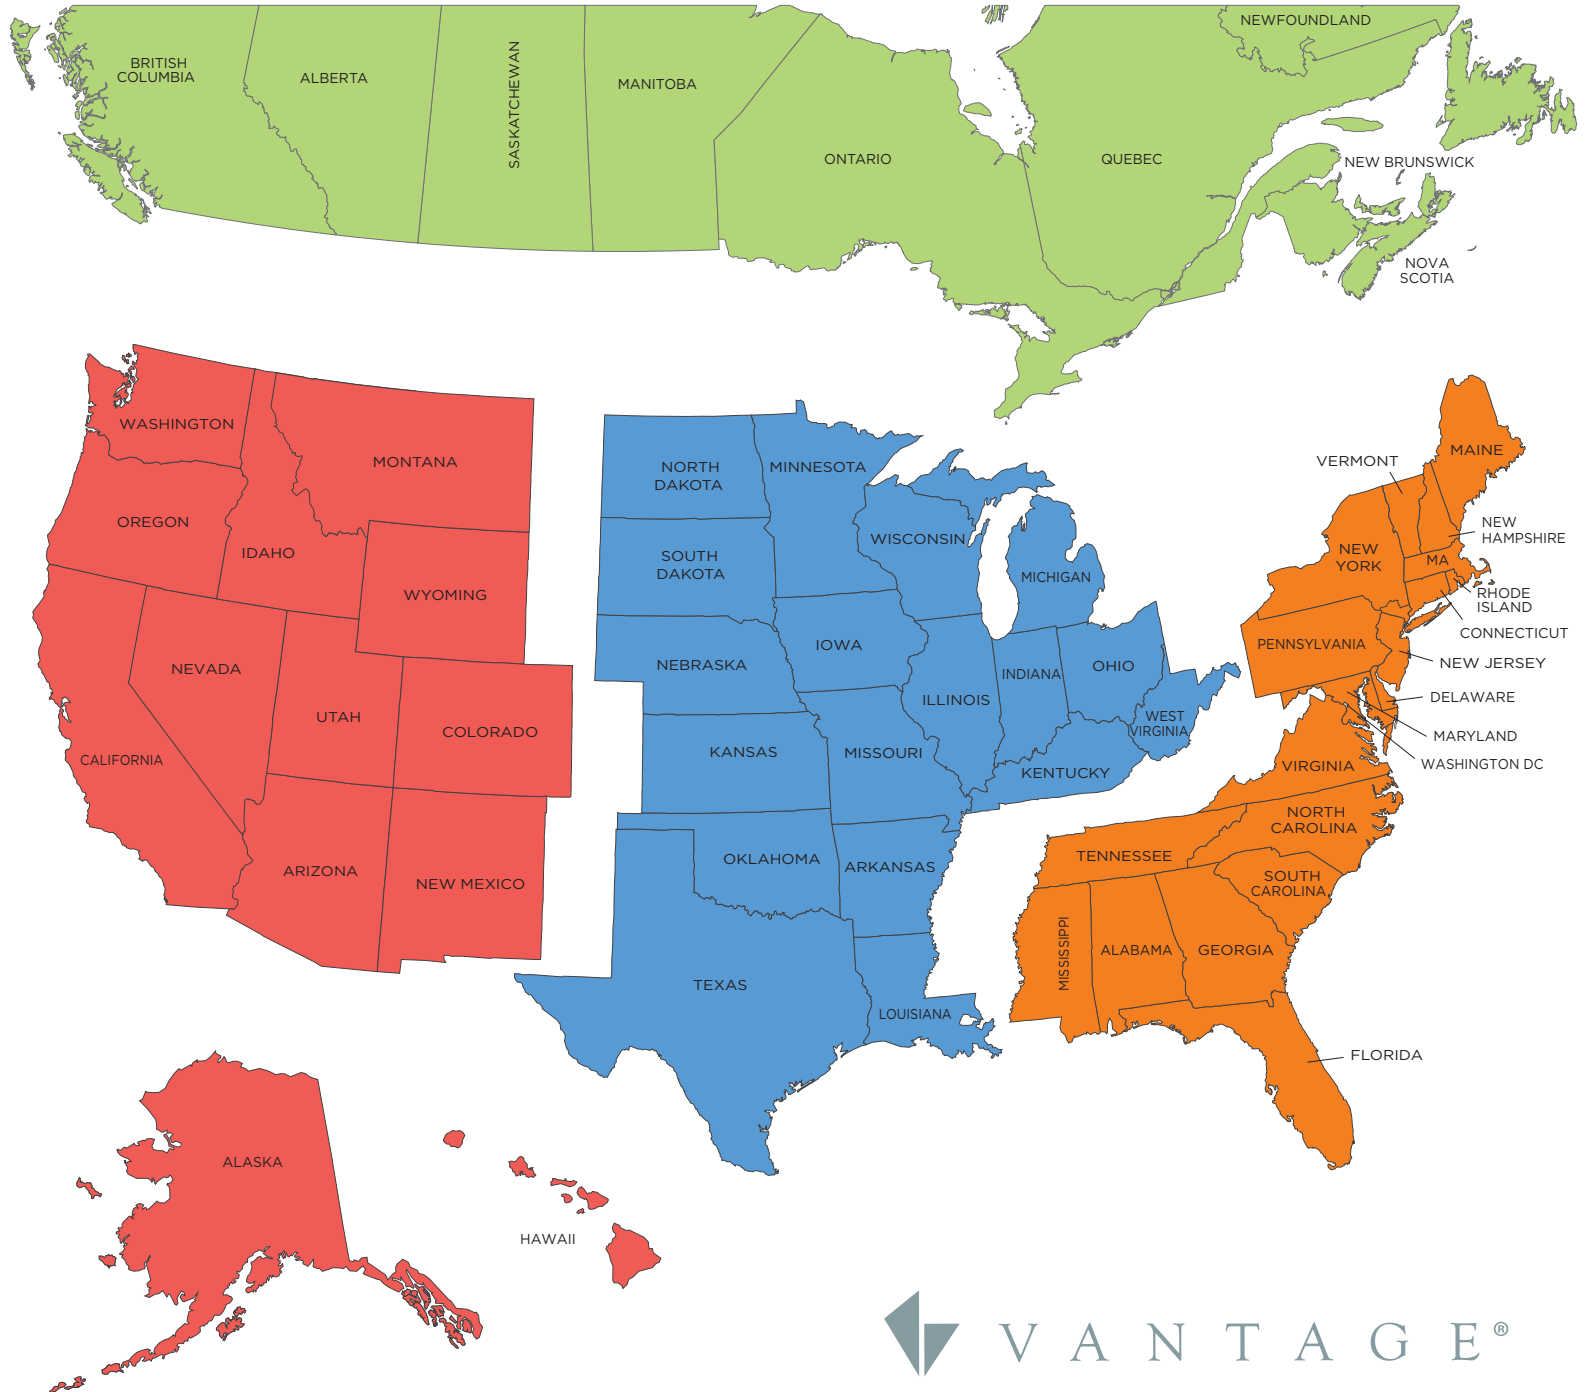 NEWFOUNDLAND
BRITISH
COLUMBIA
ALBERTA
SASKATCHEWAN
MANITOBA
ONTARIO
QUEBEC
NEW BRUNSWICK
NOVA
SCOTIA
WASHINGTON
MONTANA
OREGON
IDAHO
WYOMING
NEVADA
UTAH
COLORADO
CALIFORNIA
ARIZONA
NEW MEXICO
NORTH
DAKOTA
MINNESOTA
SOUTH
DAKOTA
WISCONSIN
MICHIGAN
NEBRASKA
IOWA
ILLINOIS
INDIANA
OHIO
WEST
VIRGINIA
KANSAS
MISSOURI
KENTUCKY
OKLAHOMA
ARKANSAS
TEXAS
LOUISIANA
MAINE
VERMONT
NEW
HAMPSHIRE
NEW
YORK
MA
RHODE
ISLAND
CONNECTICUT
PENNSYLVANIA
NEW JERSEY
DELAWARE
MARYLAND
WASHINGTON DC
VIRGINIA
NORTH
CAROLINA
TENNESSEE
SOUTH
CAROLINA
MISSISSIPPI
ALABAMA
GEORGIA
FLORIDA
ALASKA
HAWAII
VANTAGE®